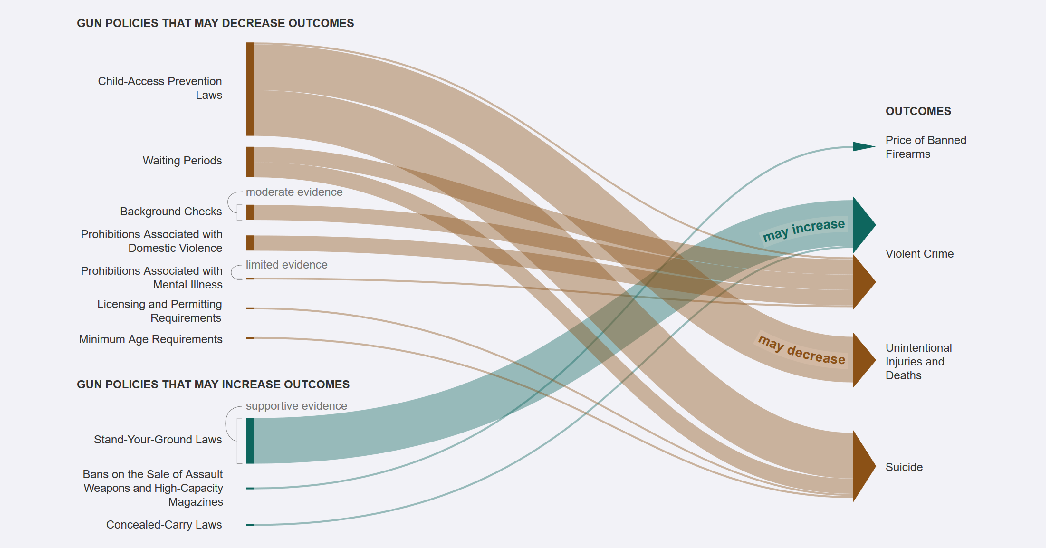 GUN POLICIES THAT MAY DECREASE OUTCOMES
Child-Access Prevention
Laws
Waiting Periods
moderate evidence
Background Checks
Prohibitions Associated with
Domestic Violence
limited evidence
Prohibitions Associated with
Mental Illness
Licensing and Permitting
Requirements
Minimum Age Requirements
GUN POLICIES THAT MAY INCREASE OUTCOMES
supportive evidence
Stand-Your-Ground Laws
Bans on the Sale of Assault
Weapons and High-Capacity
Magazines
Concealed-Carry Laws
may increase
may decrease
OUTCOMES
Price of Banned
Firearms
Violent Crime
Unintentional
Injuries and
Deaths
Suicide